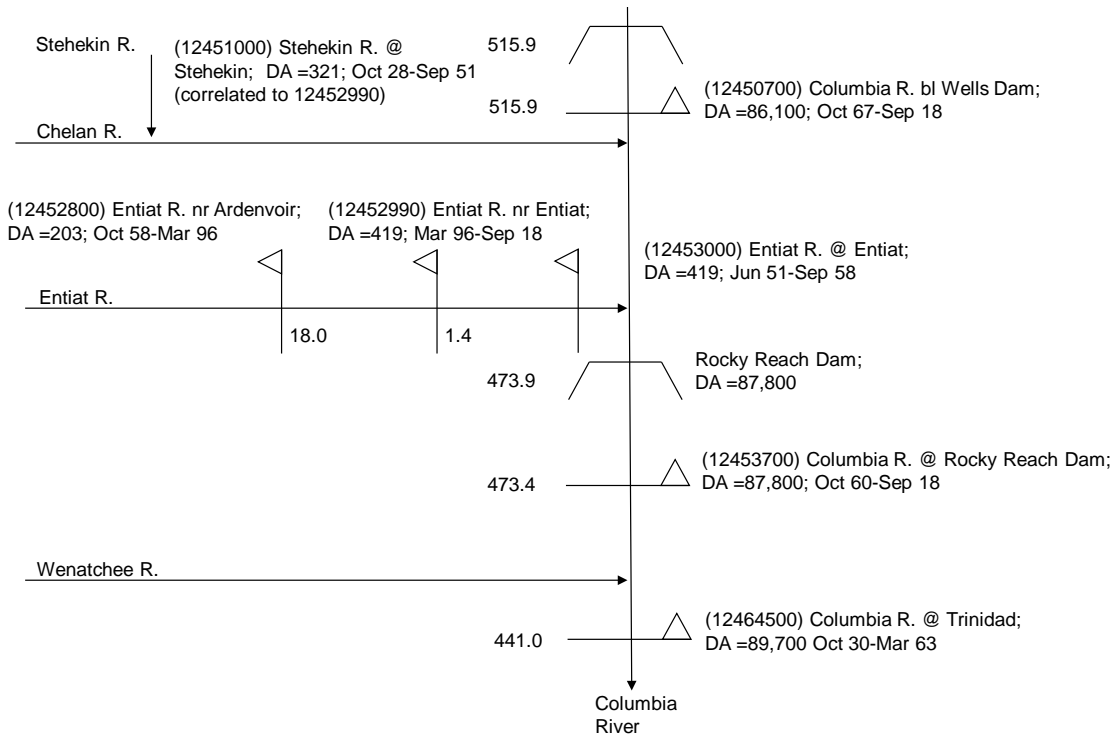 Stehekin R.
(12451000) Stehekin R. @
Stehekin; DA =321; Oct 28-Sep 51
(correlated to 12452990)
515.9
515.9
(12450700) Columbia R. bl Wells Dam;
DA =86,100; Oct 67-Sep 18
Chelan R.
(12452800) Entiat R. nr Ardenvoir;
DA =203; Oct 58-Mar 96
(12452990) Entiat R. nr Entiat;
DA =419; Mar 96-Sep 18
(12453000) Entiat R. @ Entiat;
DA =419; Jun 51-Sep 58
Entiat R.
18.0
1.4
473.9
Rocky Reach Dam;
DA =87,800
473.4
(12453700) Columbia R. @ Rocky Reach Dam;
DA =87,800; Oct 60-Sep 18
Wenatchee R.
441.0
(12464500) Columbia R. @ Trinidad;
DA =89,700 Oct 30-Mar 63
Columbia
River